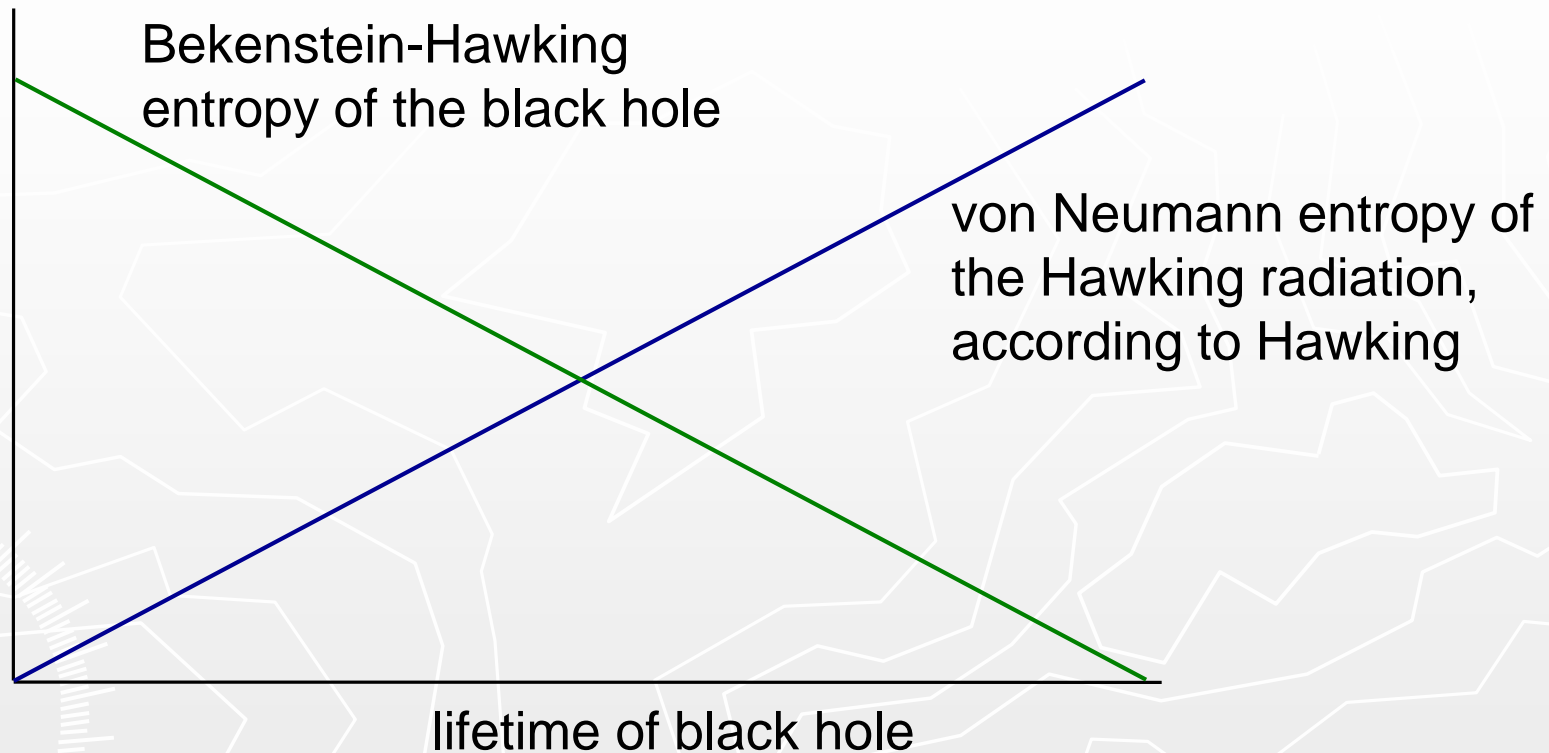 Bekenstein-Hawking
entropy of the black hole
von Neumann entropy of
the Hawking radiation,
according to Hawking
lifetime of black hole